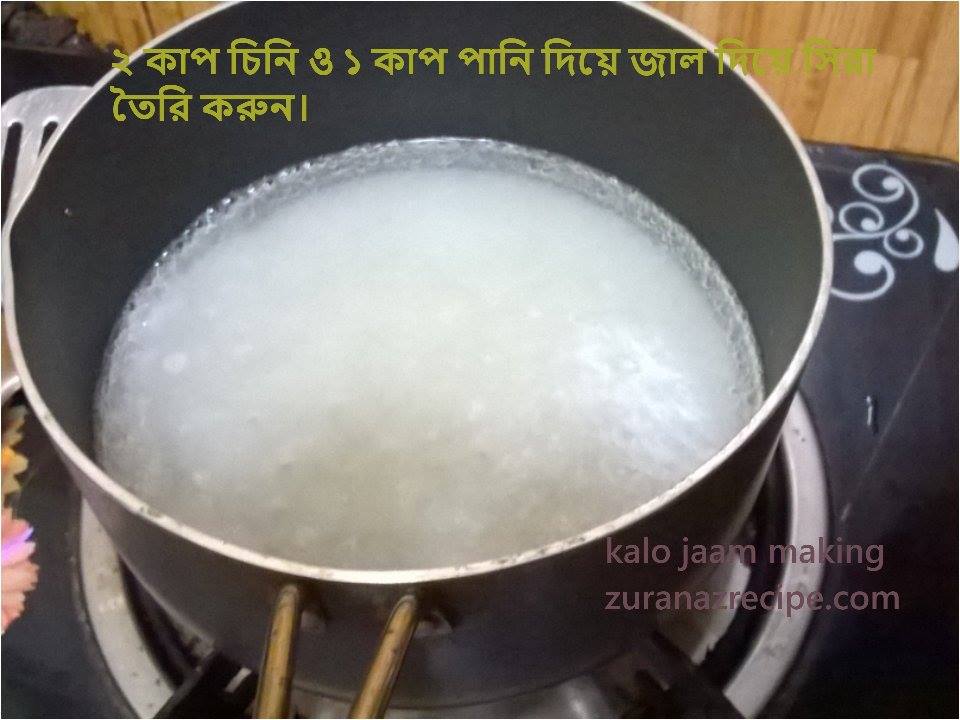 ২ কাপ চিনি ও ১ কাপ পানি দিয়ে জাল দিয়ে সিরা
তৈরি করুন।
kalo jaam making
zuranazrecipe.com